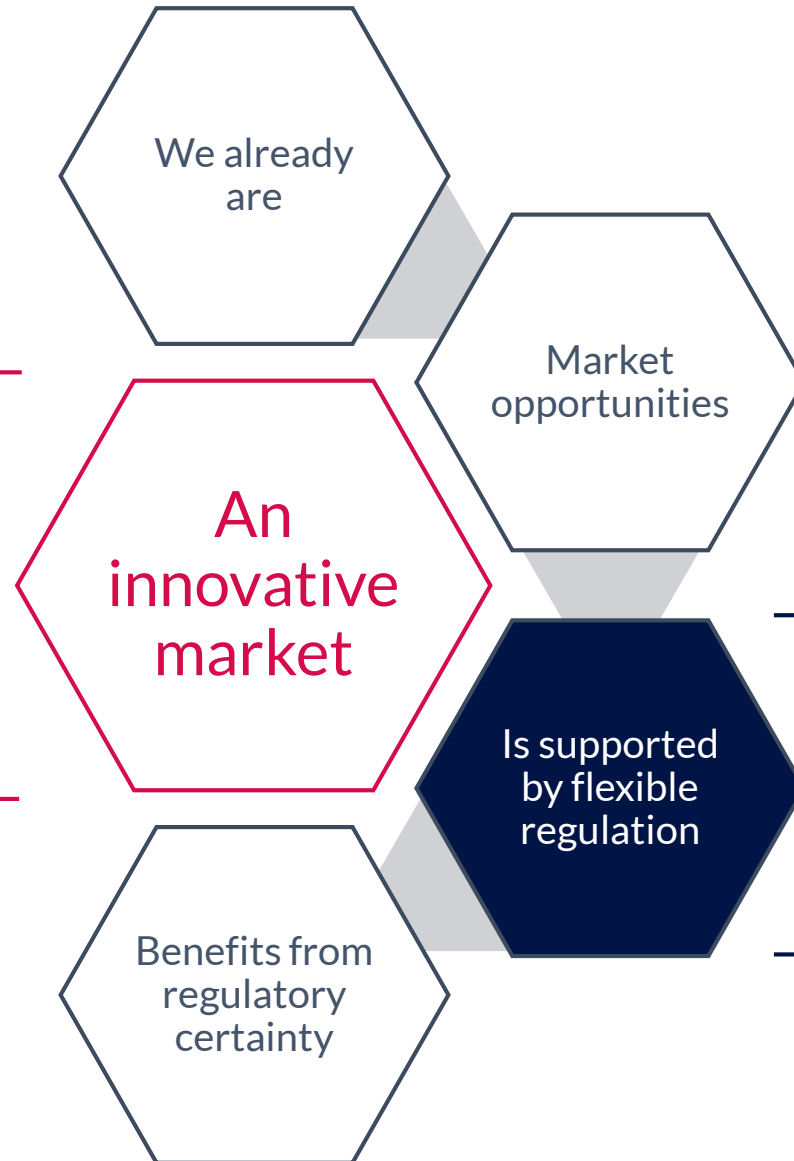 We already
are
Market
opportunities
An
innovative
market
Is supported
by flexible
regulation
Benefits from
regulatory
certainty